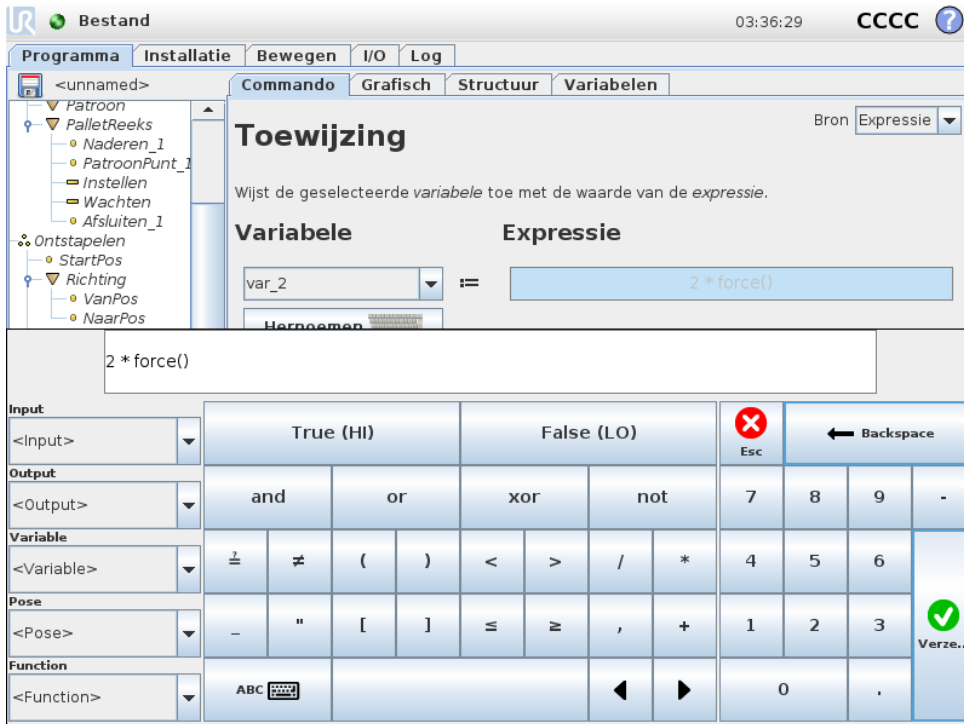 UR Bestand 03:36:29 CCCC ?
Programma Installatie Bewegen I/O Log
<unnamed> Commando Grafisch Structuur Variabelen
Patroon
PalletReeks
Naderen_1
PatroonPunt_1
Instellen
Wachten
Afsluiten_1
Ontstapelen
StartPos
Richting
VanPos
NaarPos
Toewijzing
Bron Expressie
Wijst de geselecteerde variabele toe met de waarde van de expressie.
Variabele Expressie
var_2 := 2 * force()
Hernoemen
2 * force()
Input
<Input>
Output
<Output>
Variable
<Variable>
Pose
<Pose>
Function
<Function>
True (HI) False (LO) Esc Backspace
and or xor not 7 8 9 -
≟ ≠ ( ) < > / * 4 5 6
_ " [ ] ≤ ≥ , + 1 2 3 Verze..
ABC 0 .